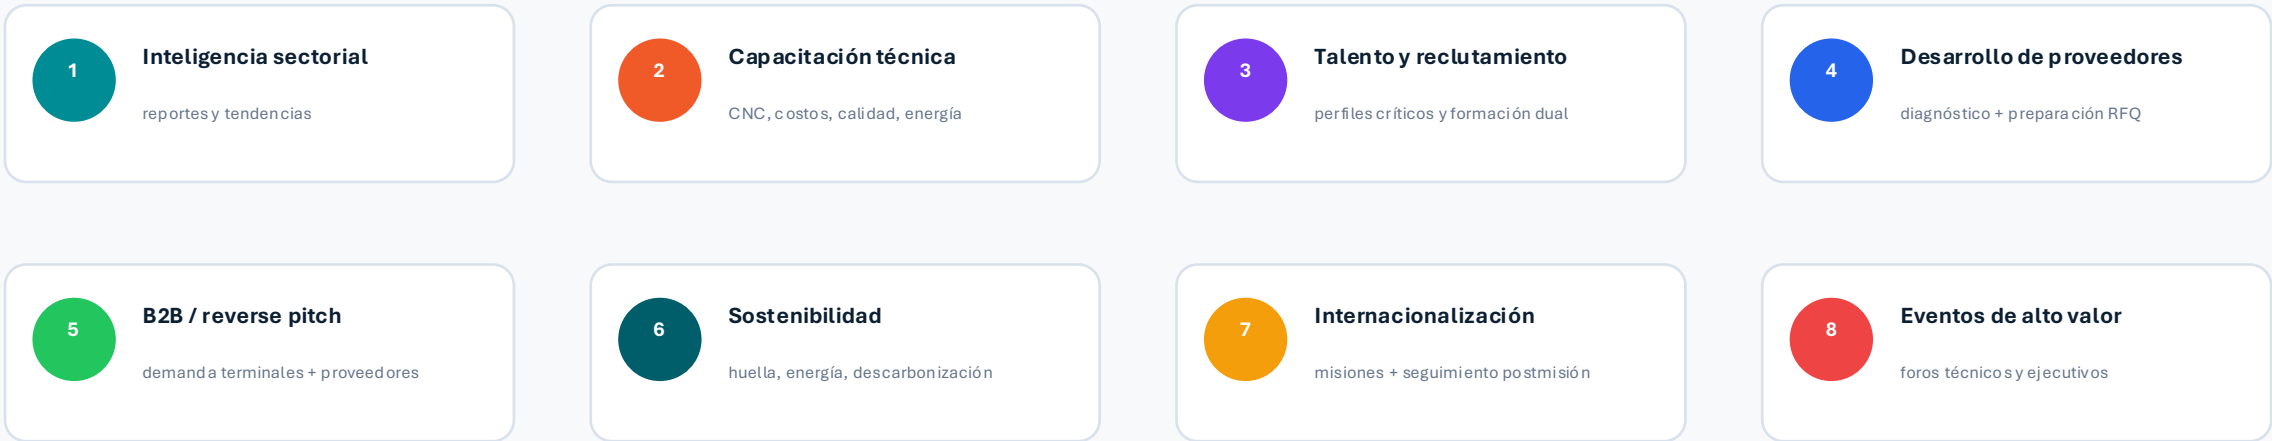 1
Inteligencia sectorial
reportes y tendencias
2
Capacitación técnica
CNC, costos, calidad, energía
3
Talento y reclutamiento
perfiles críticos y formación dual
4
Desarrollo de proveedores
diagnóstico + preparación RFQ
5
B2B / reverse pitch
demanda terminales + proveedores
6
Sostenibilidad
huella, energía, descarbonización
7
Internacionalización
misiones + seguimiento postmisión
8
Eventos de alto valor
foros técnicos y ejecutivos